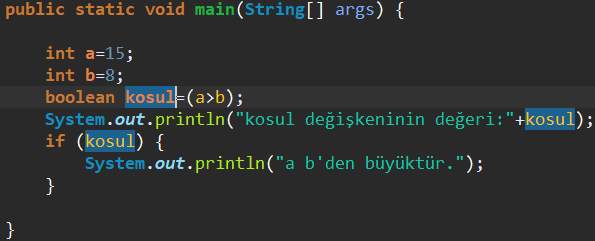 public static void main(String[] args) {
int a=15;
int b=8;
boolean kosul=(a>b);
System.out.println("kosul değişkeninin değeri:"+kosul);
if (kosul) {
System.out.println("a b'den büyüktür.");
}
}